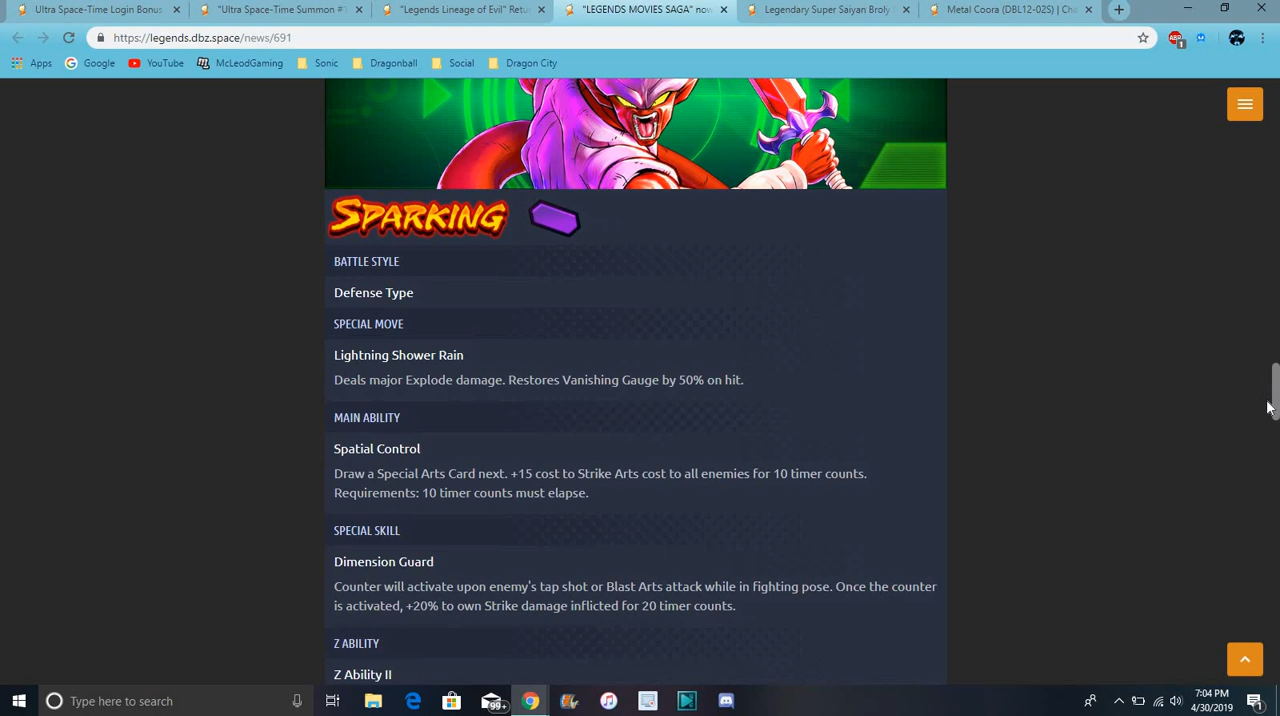 Ultra Space-Time Login Bonus
"Ultra Space-Time Summon #1
"Legends Lineage of Evil" Retu
"LEGENDS MOVIES SAGA" now
Legendary Super Saiyan Broly
Metal Coora (DBL12-02S) | Cha
https://legends.dbz.space/news/691
ABP
1
Apps
Google
YouTube
McLeodGaming
Sonic
Dragonball
Social
Dragon City
SPARKING
BATTLE STYLE
Defense Type
SPECIAL MOVE
Lightning Shower Rain
Deals major Explode damage. Restores Vanishing Gauge by 50% on hit.
MAIN ABILITY
Spatial Control
Draw a Special Arts Card next. +15 cost to Strike Arts cost to all enemies for 10 timer counts.
Requirements: 10 timer counts must elapse.
SPECIAL SKILL
Dimension Guard
Counter will activate upon enemy's tap shot or Blast Arts attack while in fighting pose. Once the counter
is activated, +20% to own Strike damage inflicted for 20 timer counts.
Z ABILITY
Z Ability II
Type here to search
99+
7:04 PM
4/30/2019
1